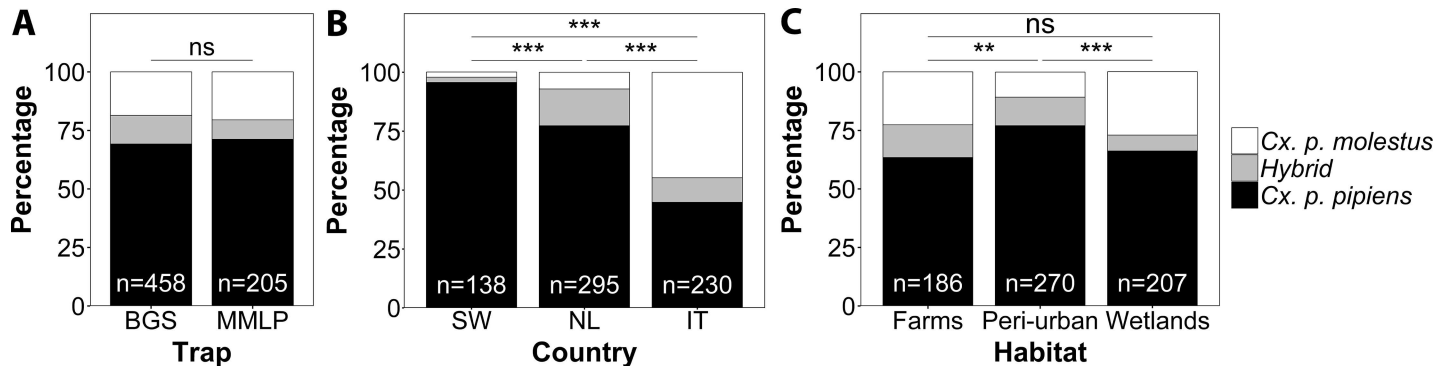 A
ns
Percentage
100
75
50
25
0
n=458 n=205
BGS MMLP
Trap
B
***
*** ***
Percentage
100
75
50
25
0
n=138 n=295 n=230
SW NL IT
Country
C
ns
** ***
Percentage
100
75
50
25
0
n=186 n=270 n=207
Farms Peri-urban Wetlands
Habitat
Cx. p. molestus
Hybrid
Cx. p. pipiens